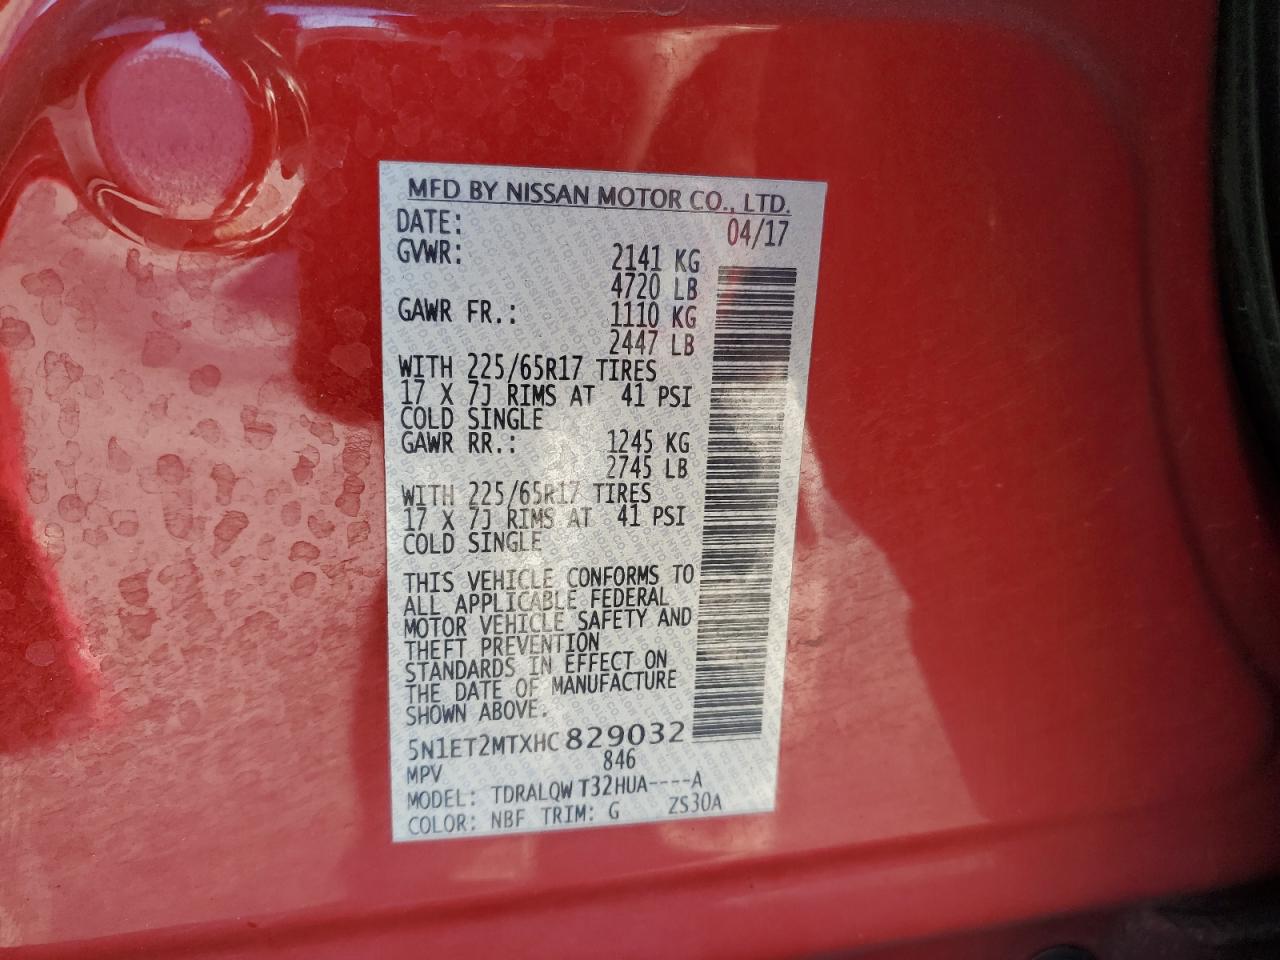 MFD BY NISSAN MOTOR CO., LTD.
DATE: 04/17
GVWR: 2141 KG
4720 LB
GAWR FR.: 1110 KG
2447 LB
WITH 225/65R17 TIRES
17 X 7J RIMS AT 41 PSI
COLD SINGLE
GAWR RR.: 1245 KG
2745 LB
WITH 225/65R17 TIRES
17 X 7J RIMS AT 41 PSI
COLD SINGLE
THIS VEHICLE CONFORMS TO
ALL APPLICABLE FEDERAL
MOTOR VEHICLE SAFETY AND
THEFT PREVENTION
STANDARDS IN EFFECT ON
THE DATE OF MANUFACTURE
SHOWN ABOVE.
5N1ET2MTXHC829032
MPV 846
MODEL: TDRALQW T32HUA----A
COLOR: NBF TRIM: G ZS30A